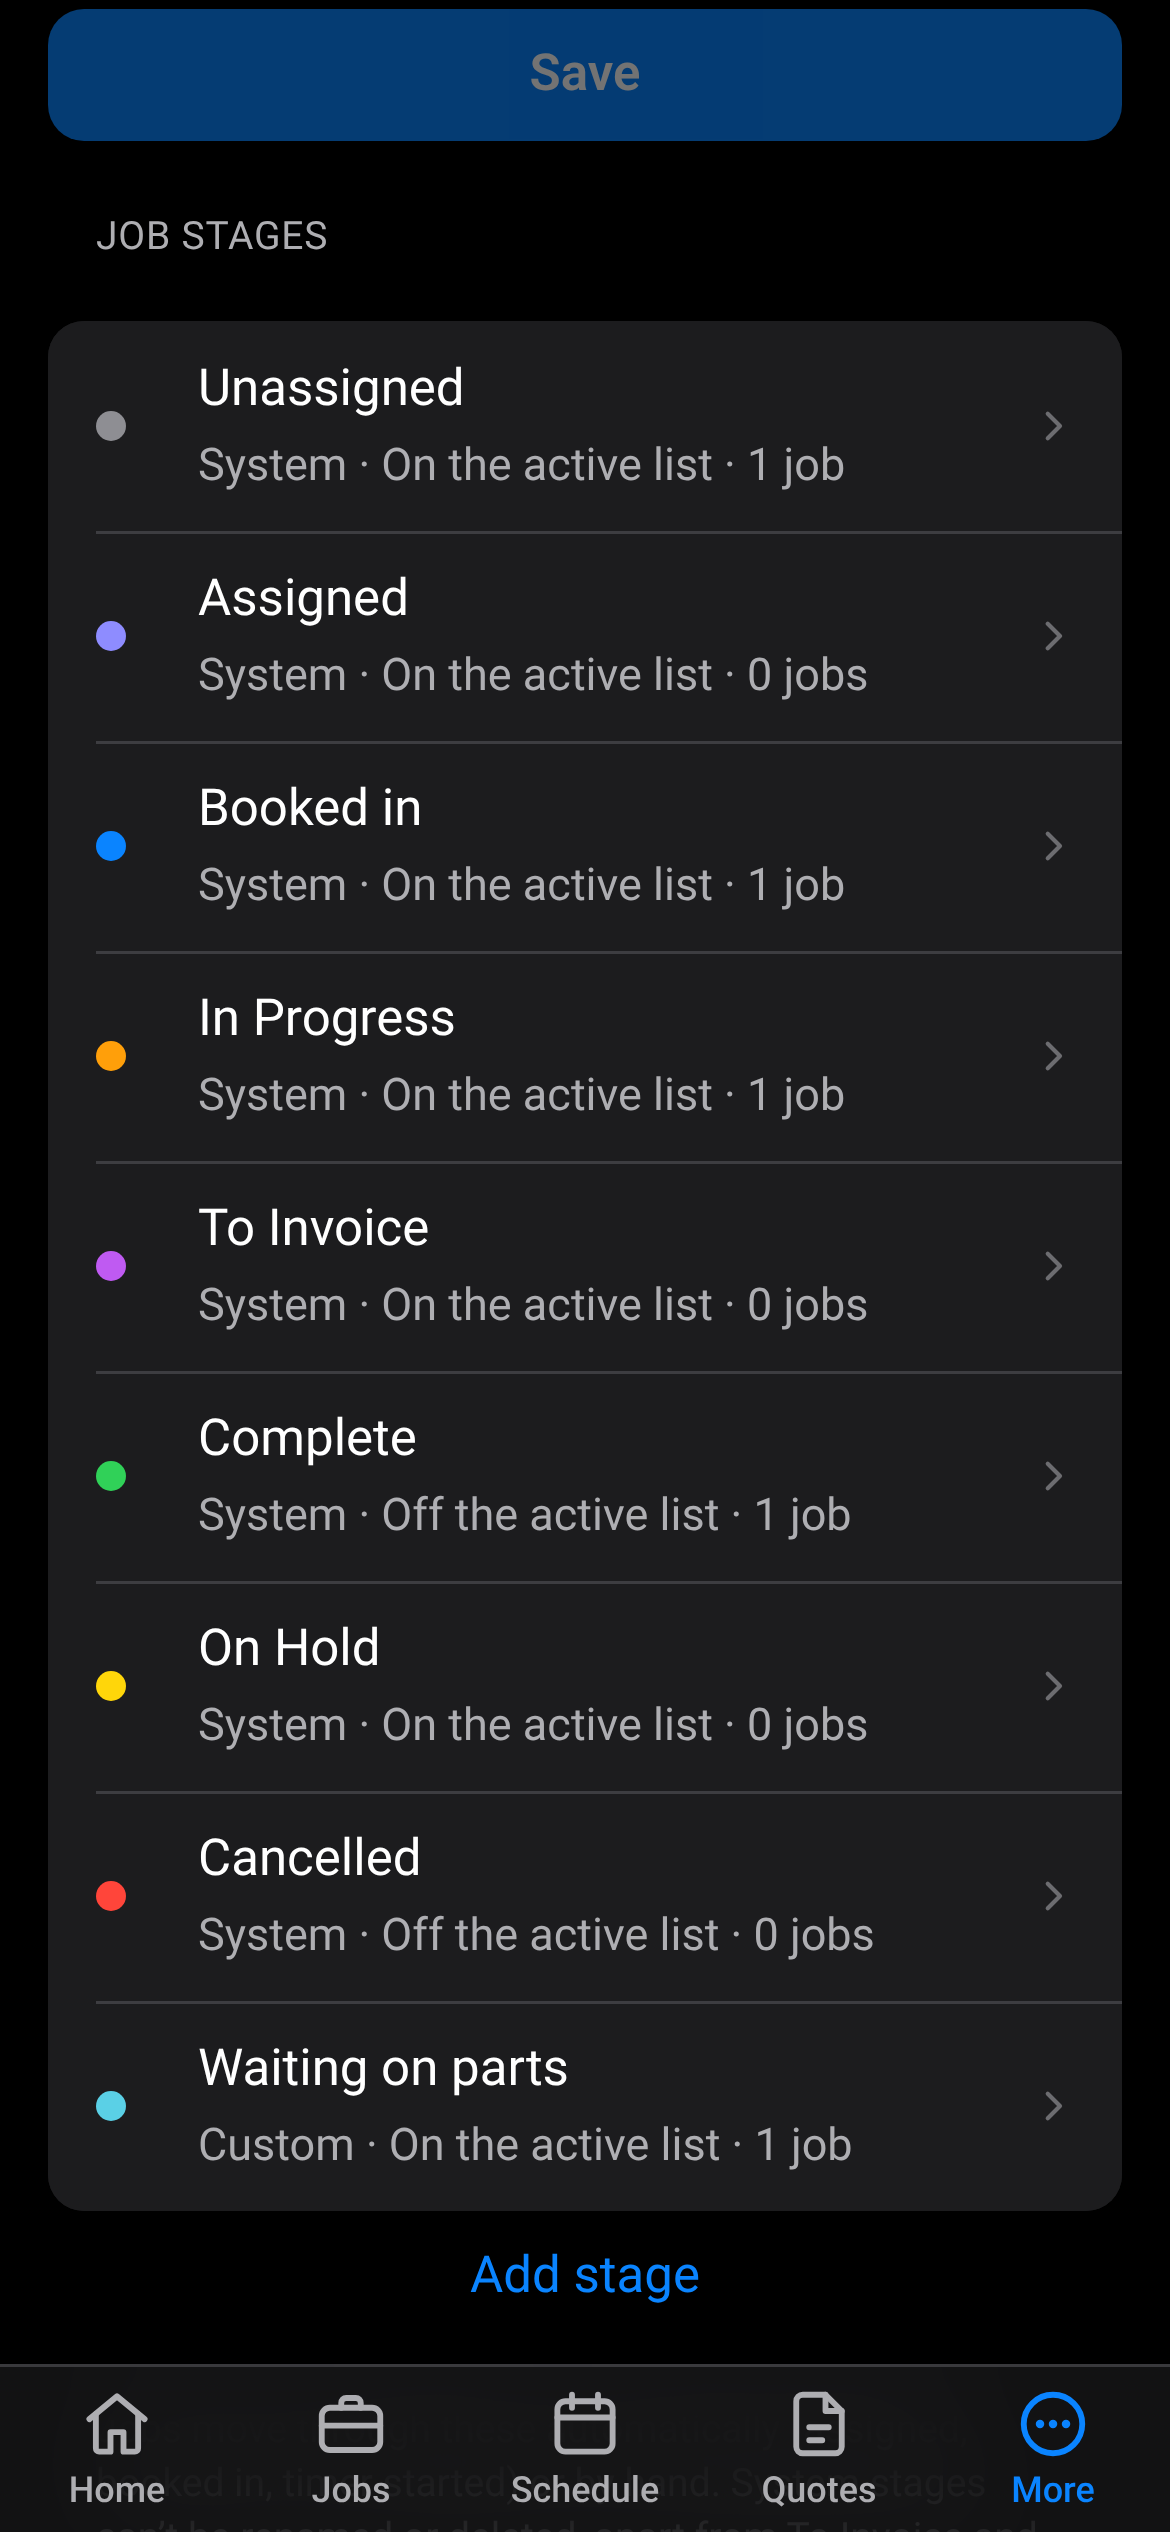 Save
JOB STAGES
Unassigned
System · On the active list · 1 job
Assigned
System · On the active list · 0 jobs
Booked in
System · On the active list · 1 job
In Progress
System · On the active list · 1 job
To Invoice
System · On the active list · 0 jobs
Complete
System · Off the active list · 1 job
On Hold
System · On the active list · 0 jobs
Cancelled
System · Off the active list · 0 jobs
Waiting on parts
Custom · On the active list · 1 job
Add stage
Home
Jobs
Schedule
Quotes
More